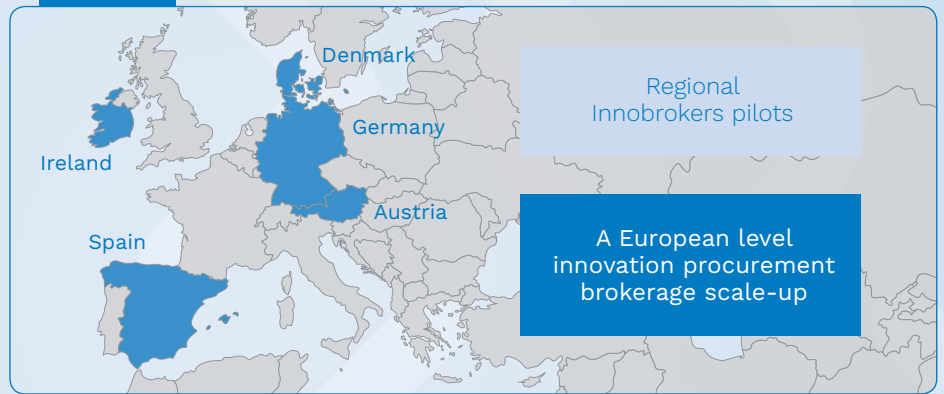 Denmark
Germany
Ireland
Austria
Spain
Regional
Innobrokers pilots
A European level
innovation procurement
brokerage scale-up